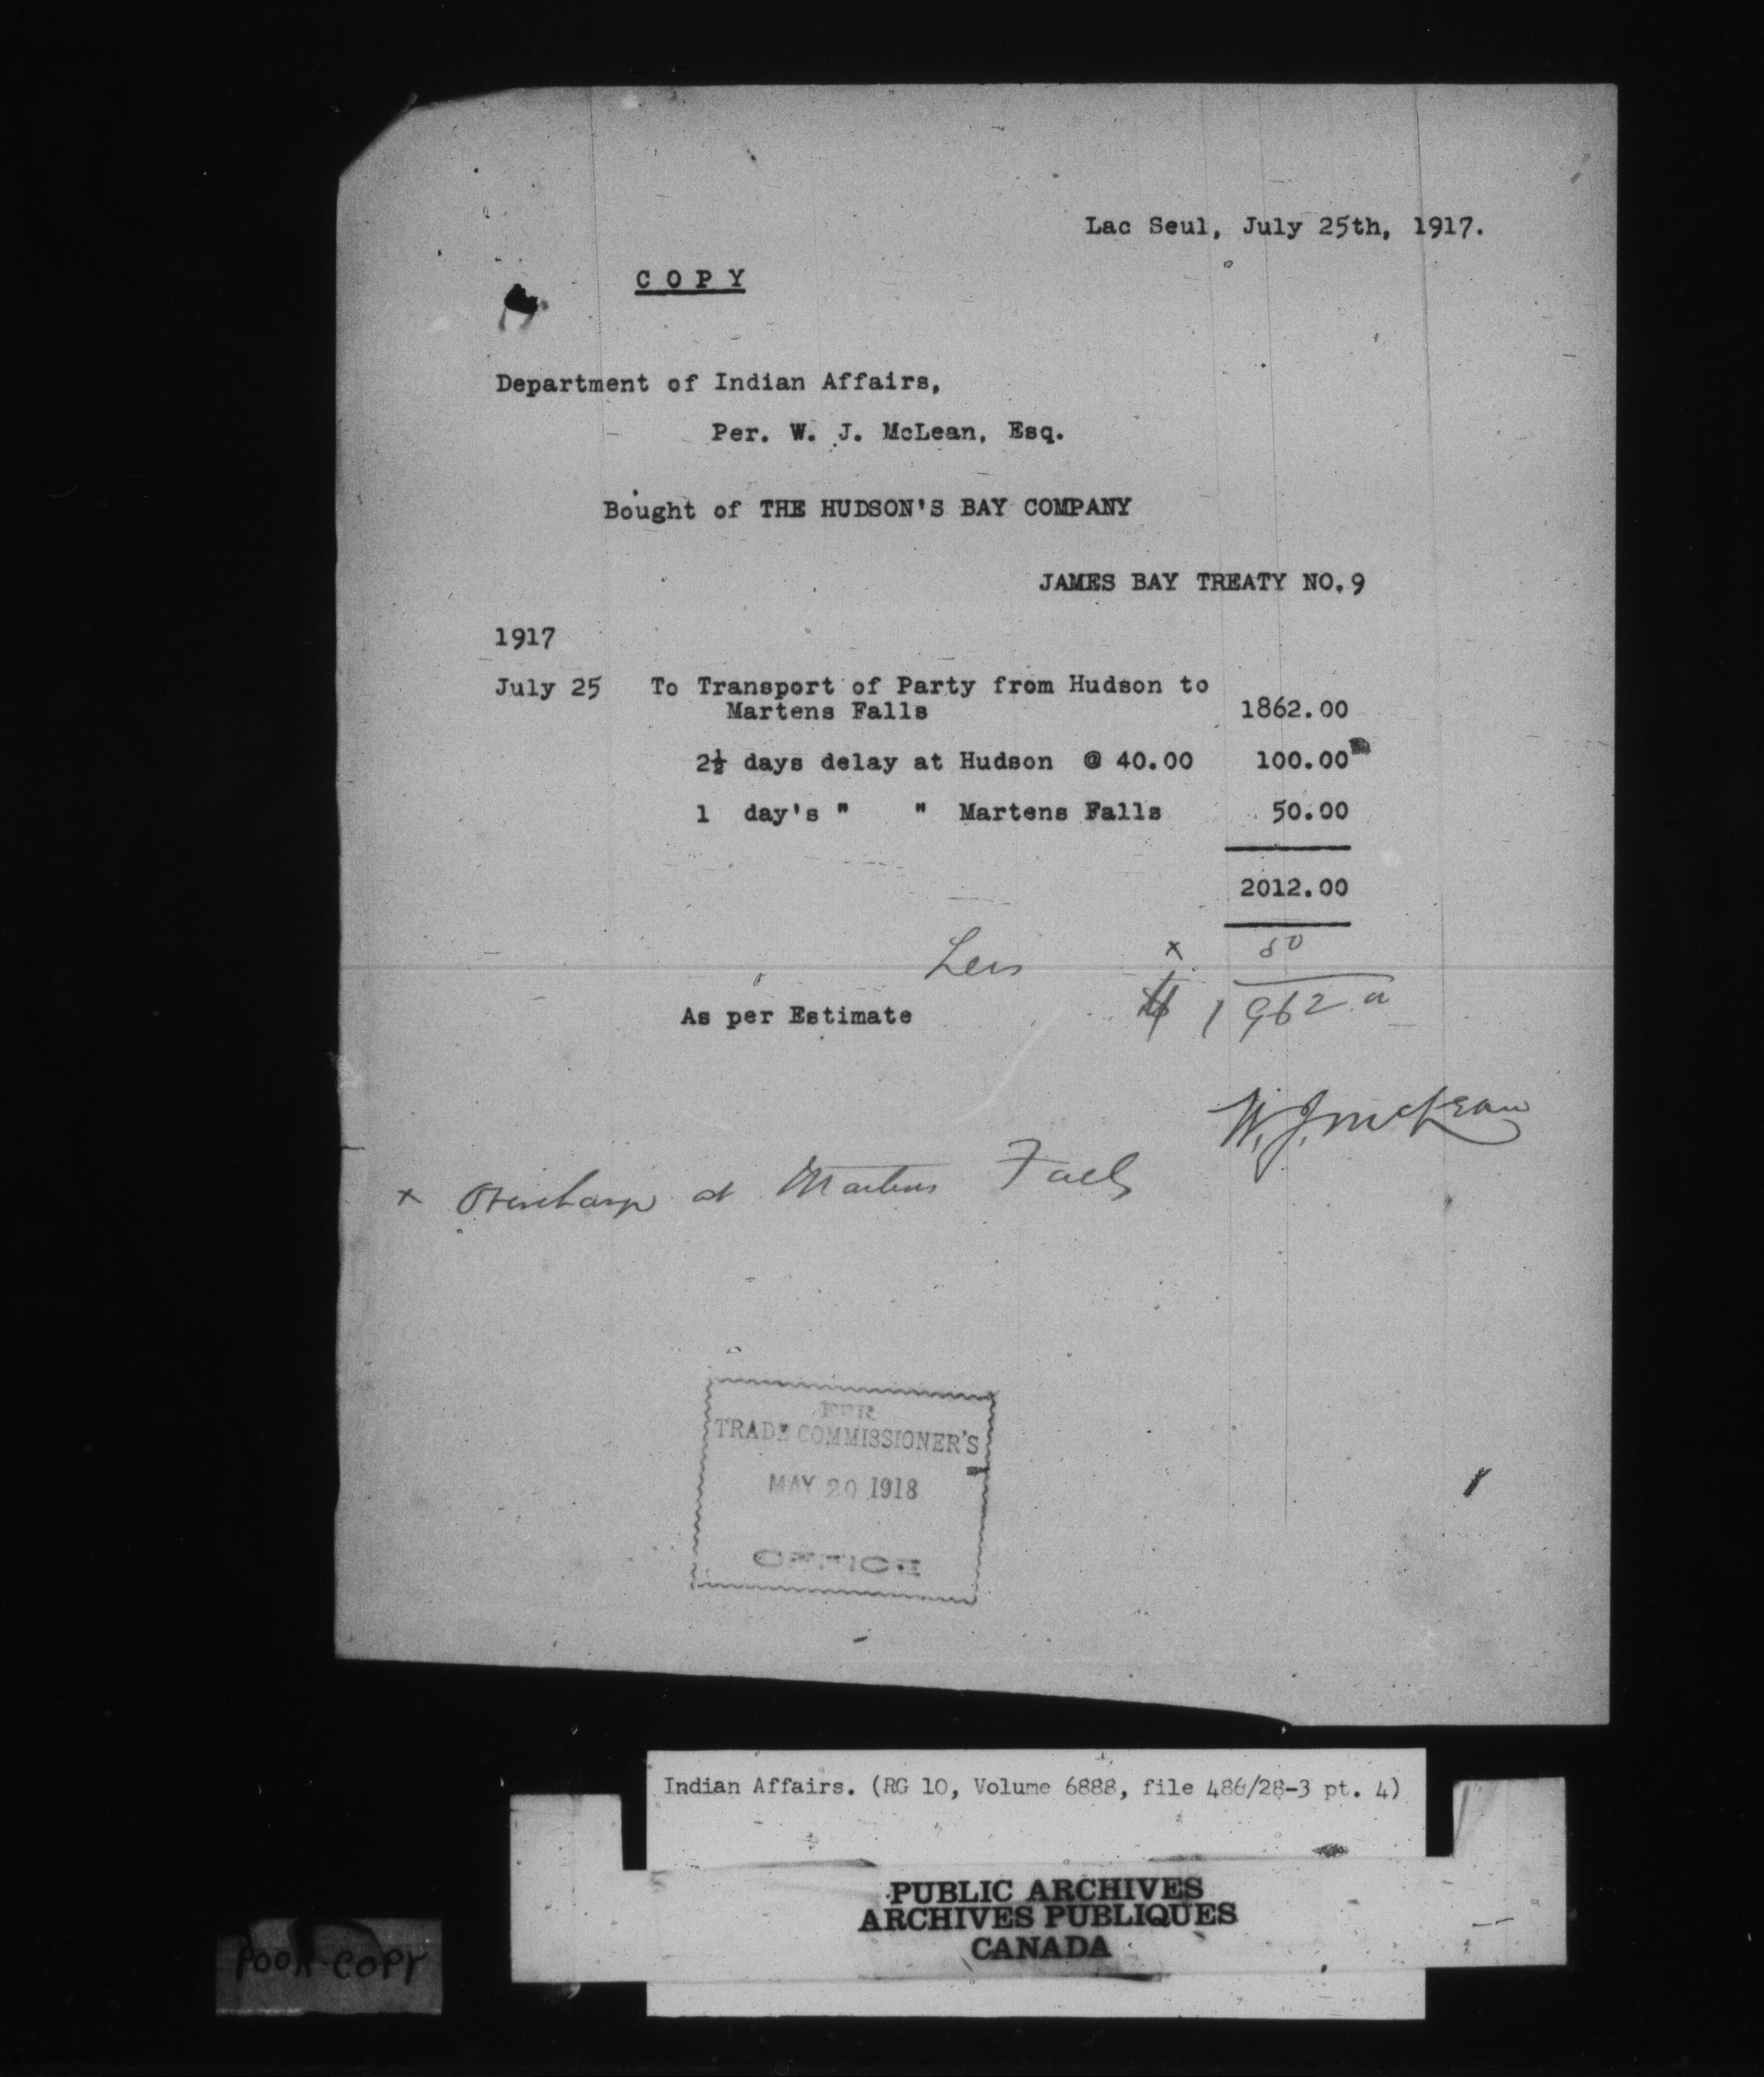 Lac Seul, July 25th, 1917.
COPY
Department of Indian Affairs,
Per. W. J. McLean, Esq.
Bought of THE HUDSON'S BAY COMPANY
JAMES BAY TREATY NO. 9
1917
July 25 To Transport of Party from Hudson to
Martens Falls 1862.00
2½ days delay at Hudson @ 40.00 100.00
1 day's " " Martens Falls 50.00
2012.00
Less x 50
As per Estimate $ 1962.00
W. J. McLean
x Overcharge at Martens Falls
FUR
TRADE COMMISSIONER'S
MAY 20 1918
OFFICE
Indian Affairs. (RG 10, Volume 6888, file 486/28-3 pt. 4)
PUBLIC ARCHIVES
ARCHIVES PUBLIQUES
CANADA
POOR COPY